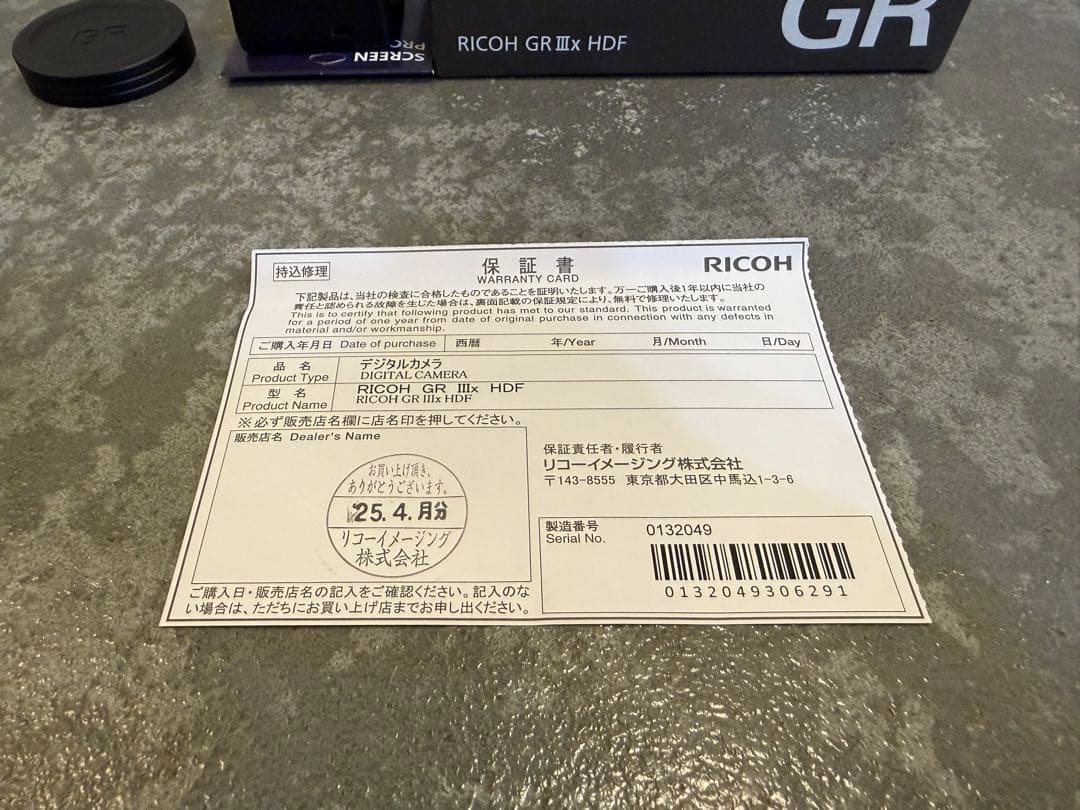 GR
RICOH GR IIIx HDF
GR
SCREEN
PRO
持込修理
保証書
WARRANTY CARD
RICOH
下記製品は、当社の検査に合格したものであることを証明いたします。万一ご購入後1年以内に当社の
責任と認められる故障を生じた場合は、裏面記載の保証規定により、無料で修理いたします。
This is to certify that following product has met to our standard. This product is warranted
for a period of one year from date of original purchase in connection with any defects in
material and/or workmanship.
ご購入年月日 Date of purchase 西暦 年/Year 月/Month 日/Day
品 名 デジタルカメラ
Product Type DIGITAL CAMERA
型 名 RICOH GR IIIx HDF
Product Name RICOH GR IIIx HDF
※必ず販売店名欄に店名印を押してください。
販売店名 Dealer's Name
お買い上げ頂き、
ありがとうございます。
'25.4.月分
リコーイメージング
株式会社
ご購入日・販売店名の記入をご確認ください。記入のな
い場合は、ただちにお買い上げ店までお申し出ください。
保証責任者・履行者
リコーイメージング株式会社
〒143-8555 東京都大田区中馬込1-3-6
製造番号 0132049
Serial No.
0132049306291